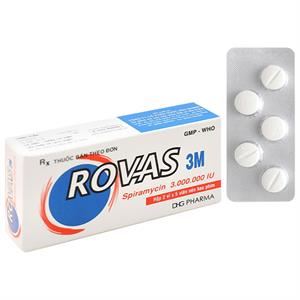 GMP - WHO
Rx THUỐC BÁN THEO ĐƠN
ROVAS 3M
Spiramycin 3.000.000 IU
Hộp 2 vỉ x 5 viên nén bao phim
DHG PHARMA